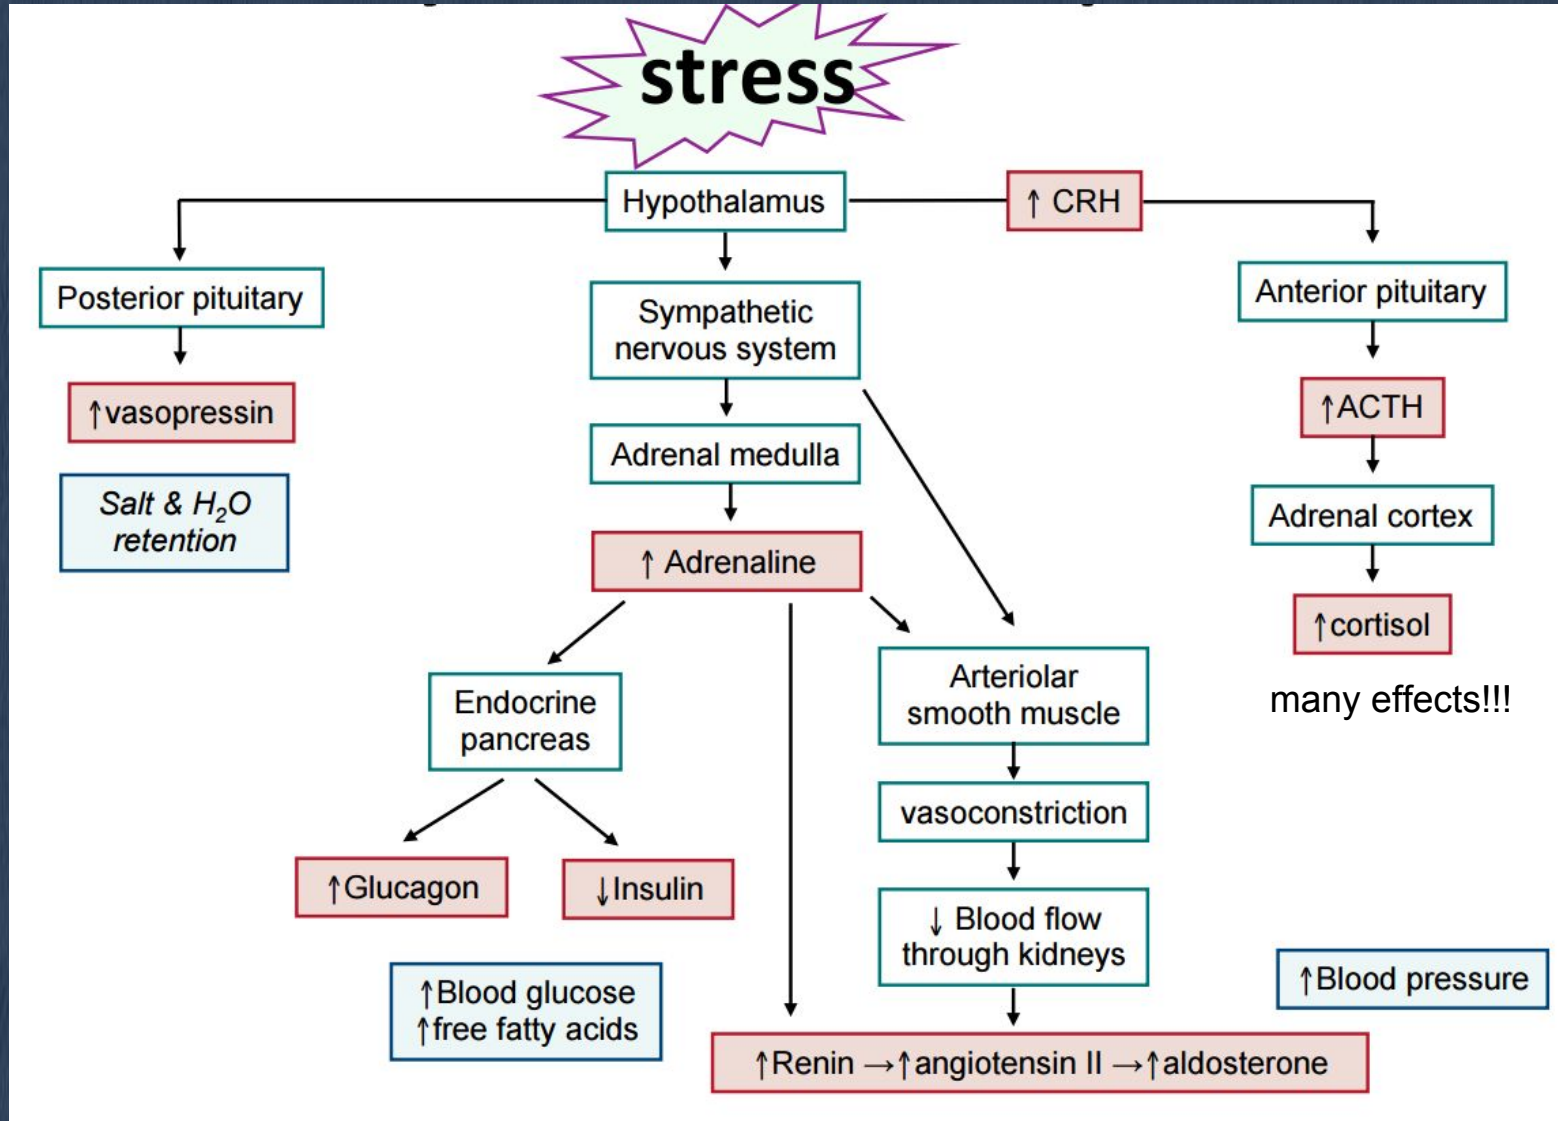 stress
Hypothalamus
↑ CRH
Posterior pituitary
Sympathetic
nervous system
Anterior pituitary
↑vasopressin
↑ACTH
Adrenal medulla
Salt & H₂O
retention
Adrenal cortex
↑ Adrenaline
↑cortisol
many effects!!!
Endocrine
pancreas
Arteriolar
smooth muscle
vasoconstriction
↑Glucagon
↓Insulin
↓ Blood flow
through kidneys
↑Blood glucose
↑free fatty acids
↑Blood pressure
↑Renin →↑angiotensin II →↑aldosterone